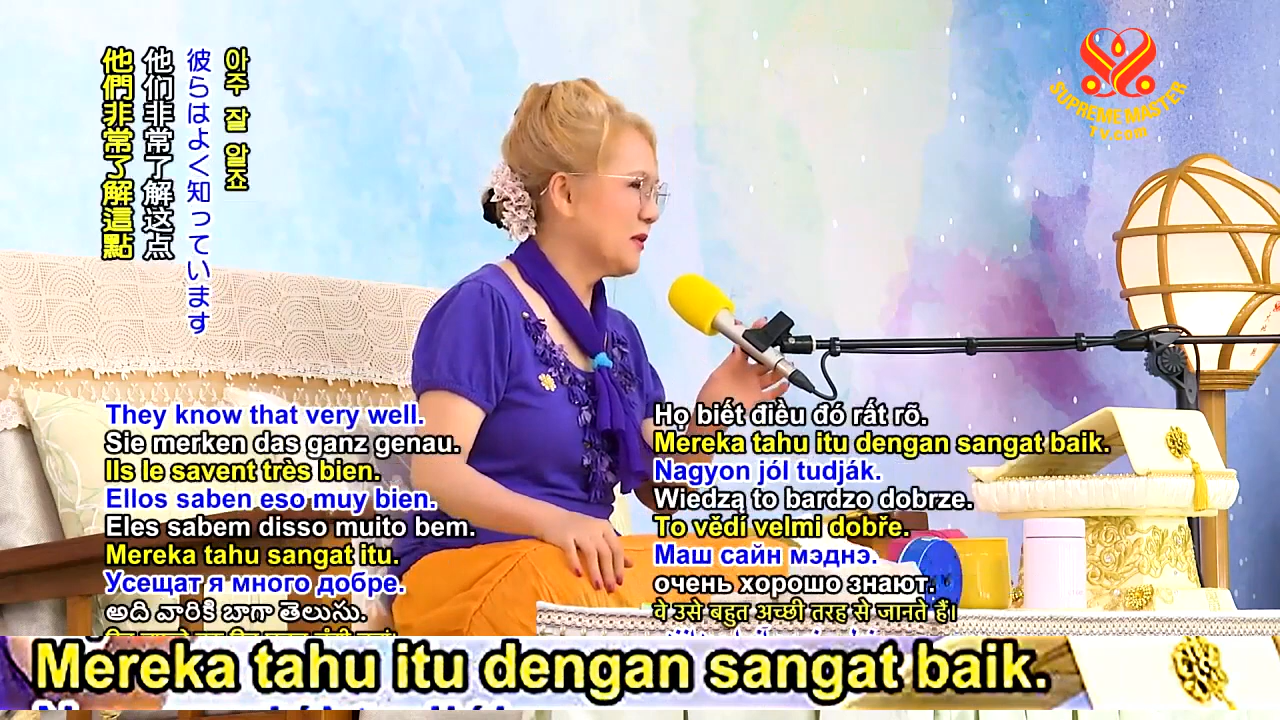 아주 잘 알죠
彼らはよく知っています
他们非常了解这点
他們非常了解這點
SUPREME MASTER
TV.com
They know that very well.
Sie merken das ganz genau.
Ils le savent très bien.
Ellos saben eso muy bien.
Eles sabem disso muito bem.
Mereka tahu sangat itu.
Усещат я много добре.
అది వారికి బాగా తెలుసు.
Họ biết điều đó rất rõ.
Mereka tahu itu dengan sangat baik.
Nagyon jól tudják.
Wiedzą to bardzo dobrze.
To vědí velmi dobře.
Маш сайн мэднэ.
очень хорошо знают.
वे उसे बहुत अच्छी तरह से जानते हैं।
Mereka tahu itu dengan sangat baik.